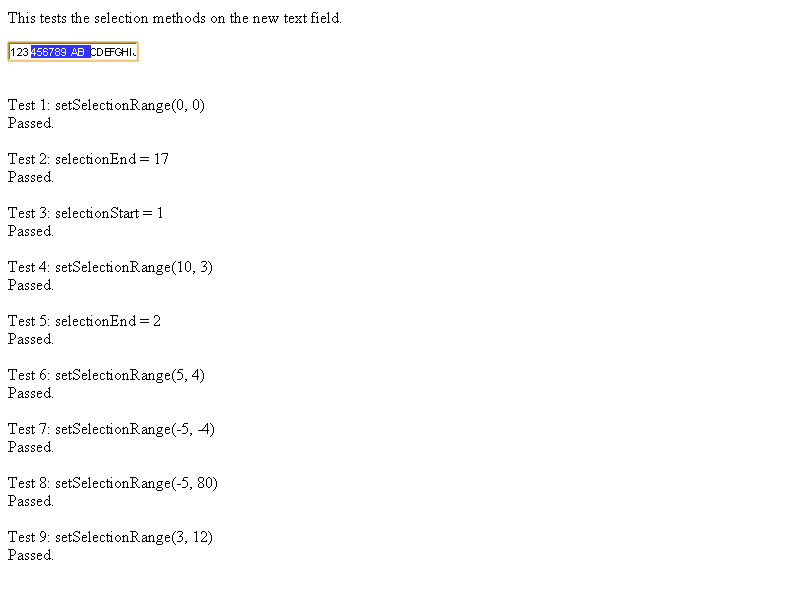 This tests the selection methods on the new text field.
123456789 AB CDEFGHI
Test 1: setSelectionRange(0, 0)
Passed.
Test 2: selectionEnd = 17
Passed.
Test 3: selectionStart = 1
Passed.
Test 4: setSelectionRange(10, 3)
Passed.
Test 5: selectionEnd = 2
Passed.
Test 6: setSelectionRange(5, 4)
Passed.
Test 7: setSelectionRange(-5, -4)
Passed.
Test 8: setSelectionRange(-5, 80)
Passed.
Test 9: setSelectionRange(3, 12)
Passed.